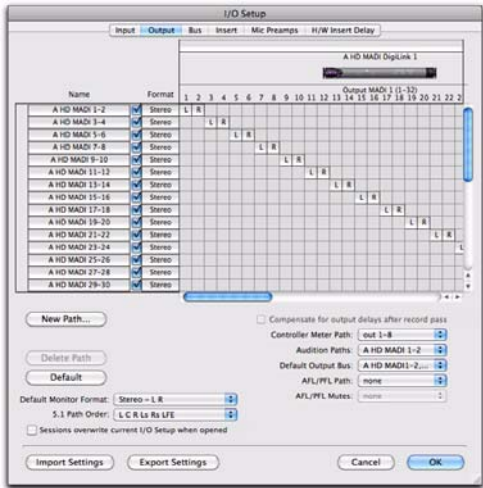 I/O Setup
Input Output Bus Insert Mic Preamps H/W Insert Delay
A HD MADI DigiLink 1
Output MADI 1 (1-32)
Name Format 1 2 3 4 5 6 7 8 9 10 11 12 13 14 15 16 17 18 19 20 21 22 2
A HD MADI 1-2 Stereo L R
A HD MADI 3-4 Stereo L R
A HD MADI 5-6 Stereo L R
A HD MADI 7-8 Stereo L R
A HD MADI 9-10 Stereo L R
A HD MADI 11-12 Stereo L R
A HD MADI 13-14 Stereo L R
A HD MADI 15-16 Stereo L R
A HD MADI 17-18 Stereo L R
A HD MADI 19-20 Stereo L R
A HD MADI 21-22 Stereo L R
A HD MADI 23-24 Stereo L
A HD MADI 25-26 Stereo
A HD MADI 27-28 Stereo
A HD MADI 29-30 Stereo
New Path...
Compensate for output delays after record pass
Controller Meter Path: out 1-8
Delete Path
Audition Paths: A HD MADI 1-2
Default
Default Output Bus: A HD MADI1-2,...
AFL/PFL Path: none
Default Monitor Format: Stereo - L R
AFL/PFL Mutes: none
5.1 Path Order: L C R Ls Rs LFE
Sessions overwrite current I/O Setup when opened
Import Settings Export Settings Cancel OK